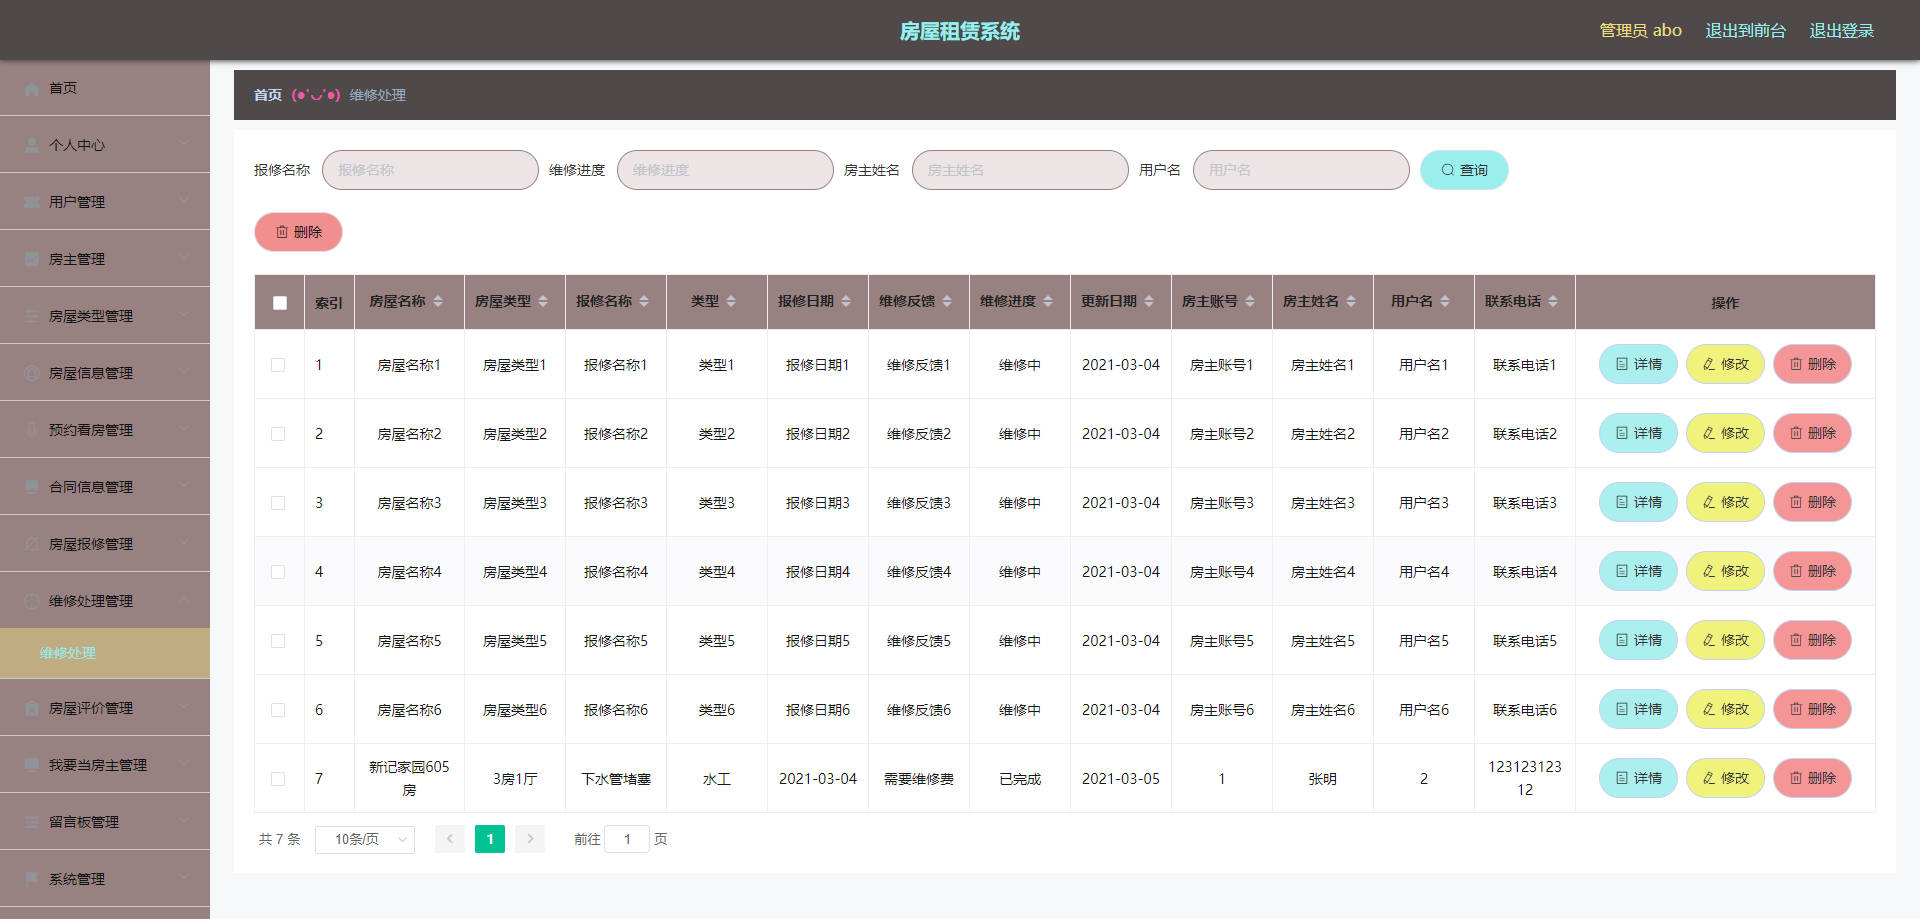 房屋租赁系统
管理员 abo 退出到前台 退出登录
首页
个人中心
用户管理
房主管理
房屋类型管理
房屋信息管理
预约看房管理
合同信息管理
房屋报修管理
维修处理管理
维修处理
房屋评价管理
我要当房主管理
留言板管理
系统管理
首页 (●'◡'●) 维修处理
报修名称 报修名称 维修进度 维修进度 房主姓名 房主姓名 用户名 用户名 查询
删除
索引 房屋名称 房屋类型 报修名称 类型 报修日期 维修反馈 维修进度 更新日期 房主账号 房主姓名 用户名 联系电话 操作
1 房屋名称1 房屋类型1 报修名称1 类型1 报修日期1 维修反馈1 维修中 2021-03-04 房主账号1 房主姓名1 用户名1 联系电话1 详情 修改 删除
2 房屋名称2 房屋类型2 报修名称2 类型2 报修日期2 维修反馈2 维修中 2021-03-04 房主账号2 房主姓名2 用户名2 联系电话2 详情 修改 删除
3 房屋名称3 房屋类型3 报修名称3 类型3 报修日期3 维修反馈3 维修中 2021-03-04 房主账号3 房主姓名3 用户名3 联系电话3 详情 修改 删除
4 房屋名称4 房屋类型4 报修名称4 类型4 报修日期4 维修反馈4 维修中 2021-03-04 房主账号4 房主姓名4 用户名4 联系电话4 详情 修改 删除
5 房屋名称5 房屋类型5 报修名称5 类型5 报修日期5 维修反馈5 维修中 2021-03-04 房主账号5 房主姓名5 用户名5 联系电话5 详情 修改 删除
6 房屋名称6 房屋类型6 报修名称6 类型6 报修日期6 维修反馈6 维修中 2021-03-04 房主账号6 房主姓名6 用户名6 联系电话6 详情 修改 删除
7 新记家园605房 3房1厅 下水管堵塞 水工 2021-03-04 需要维修费 已完成 2021-03-05 1 张明 2 12312312312 详情 修改 删除
共 7 条 10条/页 1 前往 1 页